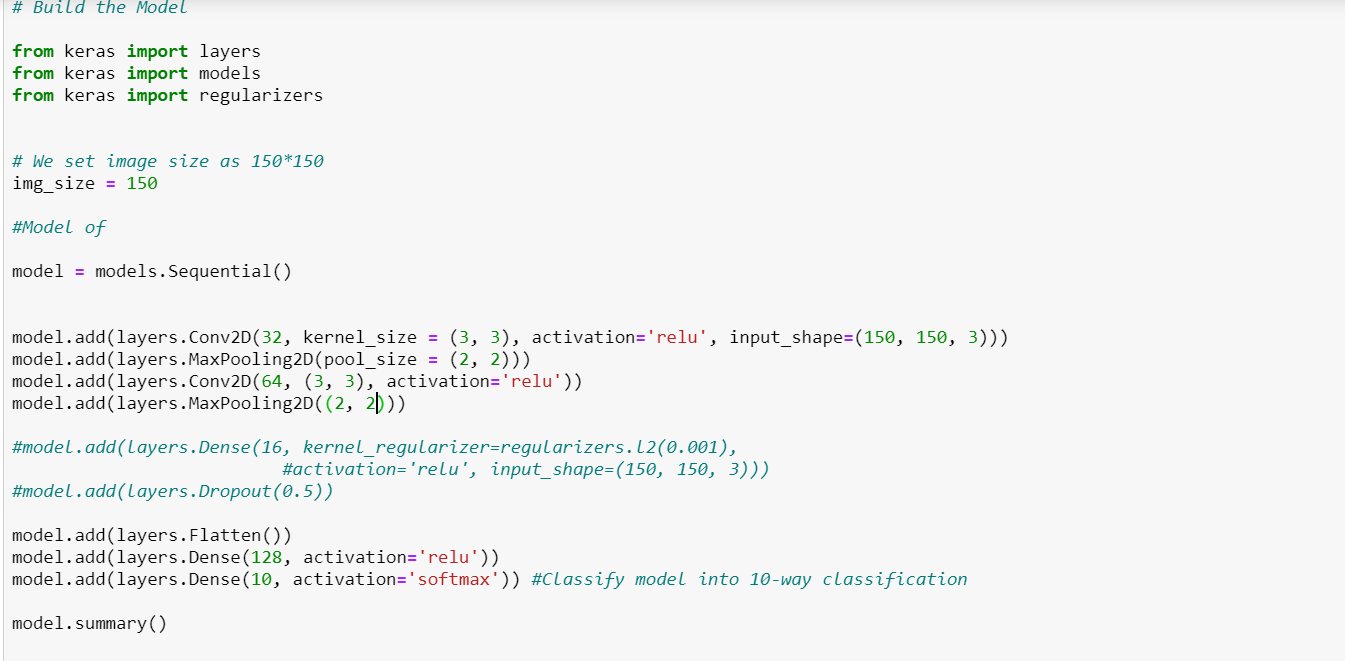 # Build the Model
from keras import layers
from keras import models
from keras import regularizers
# We set image size as 150*150
img_size = 150
#Model of
model = models.Sequential()
model.add(layers.Conv2D(32, kernel_size = (3, 3), activation='relu', input_shape=(150, 150, 3)))
model.add(layers.MaxPooling2D(pool_size = (2, 2)))
model.add(layers.Conv2D(64, (3, 3), activation='relu'))
model.add(layers.MaxPooling2D((2, 2)))
#model.add(layers.Dense(16, kernel_regularizer=regularizers.l2(0.001),
#activation='relu', input_shape=(150, 150, 3)))
#model.add(layers.Dropout(0.5))
model.add(layers.Flatten())
model.add(layers.Dense(128, activation='relu'))
model.add(layers.Dense(10, activation='softmax')) #Classify model into 10-way classification
model.summary()